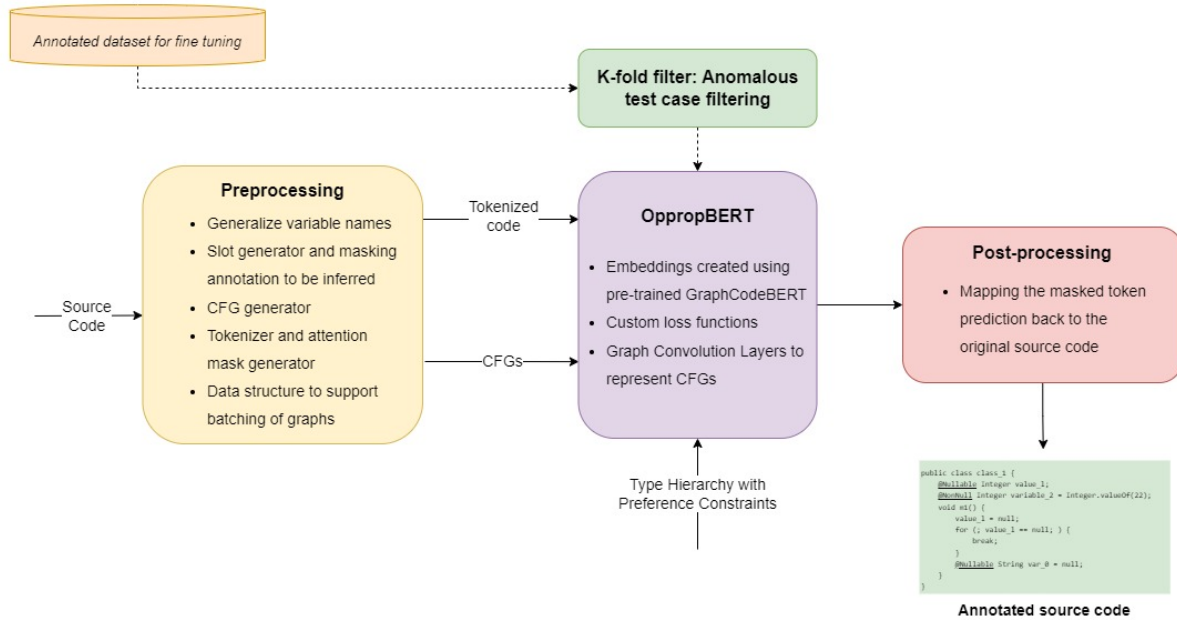 Annotated dataset for fine tuning
K-fold filter: Anomalous
test case filtering
Preprocessing
• Generalize variable names
• Slot generator and masking
annotation to be inferred
• CFG generator
• Tokenizer and attention
mask generator
• Data structure to support
batching of graphs
Source
Code
Tokenized
code
CFGs
OppropBERT
• Embeddings created using
pre-trained GraphCodeBERT
• Custom loss functions
• Graph Convolution Layers to
represent CFGs
Type Hierarchy with
Preference Constraints
Post-processing
• Mapping the masked token
prediction back to the
original source code
public class class_1 {
@Nullable Integer value_1;
@NonNull Integer variable_2 = Integer.valueOf(22);
void m1() {
value_1 = null;
for (; value_1 == null; ) {
break;
}
@Nullable String var_0 = null;
}
}
Annotated source code